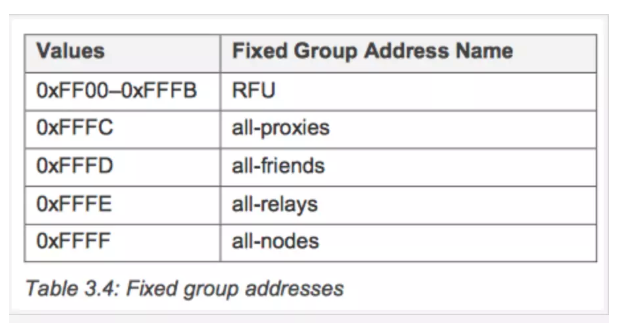 Values Fixed Group Address Name
0xFF00–0xFFFB RFU
0xFFFC all-proxies
0xFFFD all-friends
0xFFFE all-relays
0xFFFF all-nodes
Table 3.4: Fixed group addresses